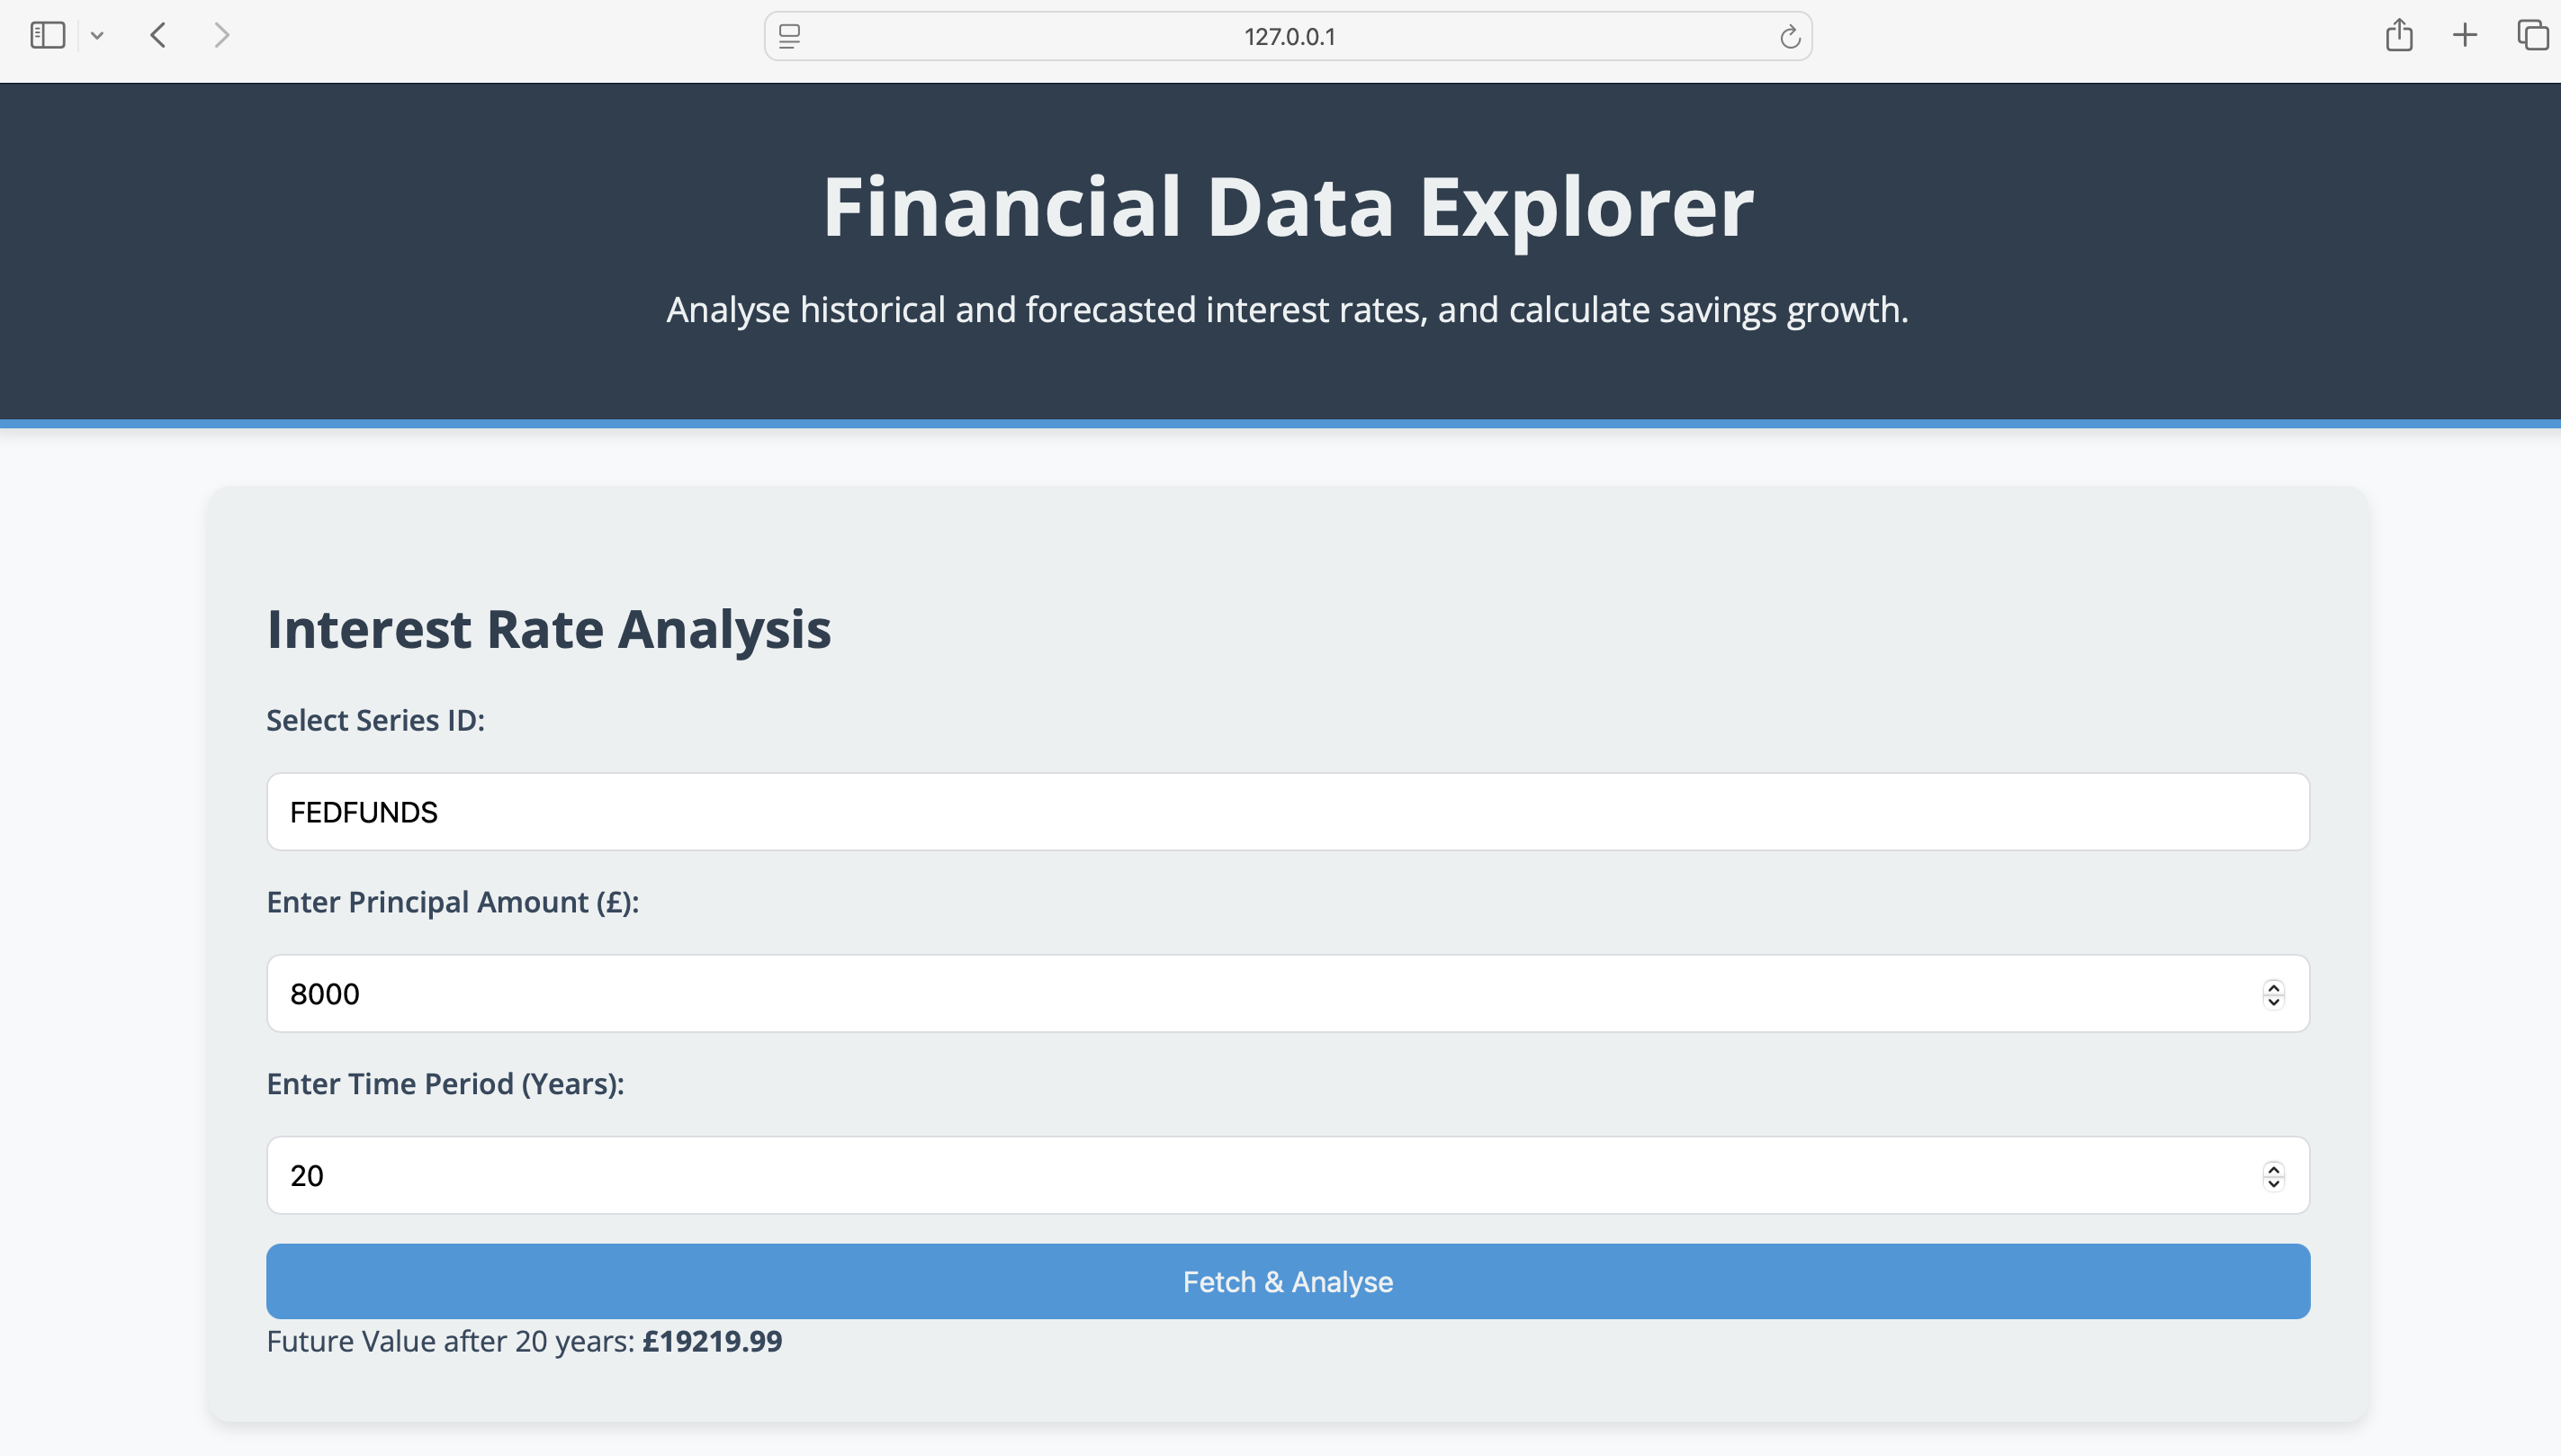 127.0.0.1
Financial Data Explorer
Analyse historical and forecasted interest rates, and calculate savings growth.
Interest Rate Analysis
Select Series ID:
FEDFUNDS
Enter Principal Amount (£):
8000
Enter Time Period (Years):
20
Fetch & Analyse
Future Value after 20 years: £19219.99